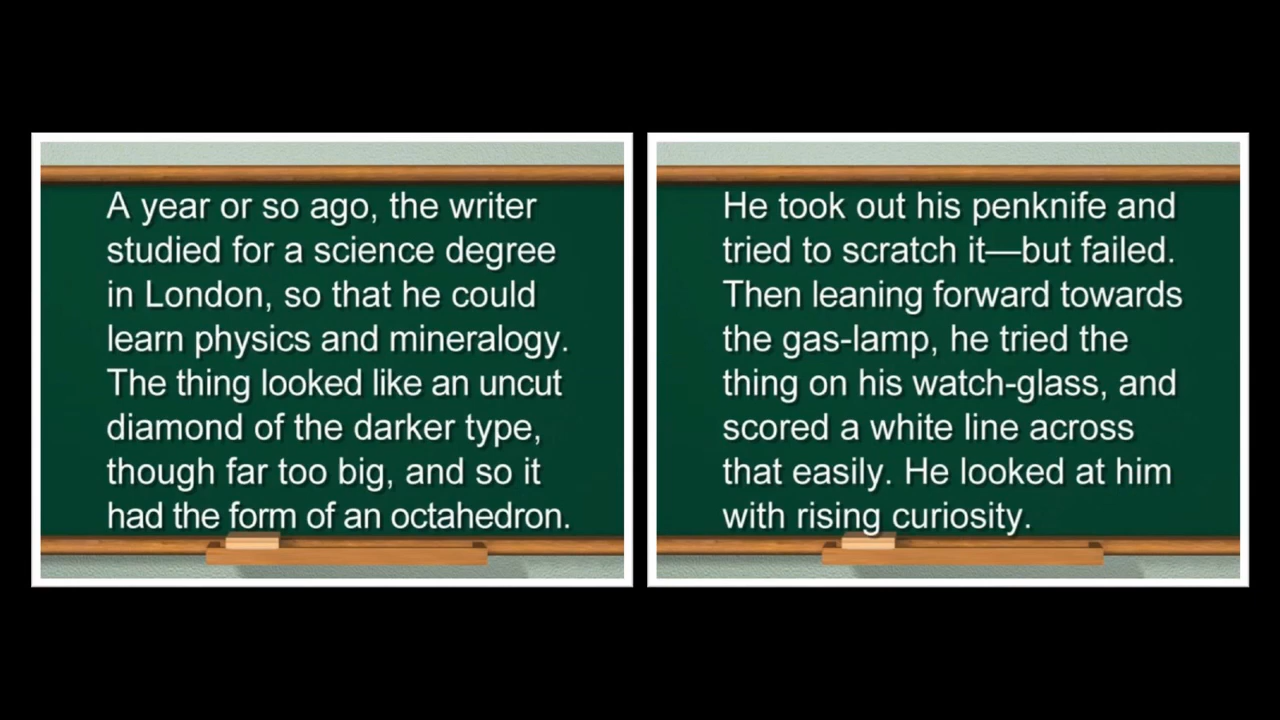 A year or so ago, the writer
studied for a science degree
in London, so that he could
learn physics and mineralogy.
The thing looked like an uncut
diamond of the darker type,
though far too big, and so it
had the form of an octahedron.
He took out his penknife and
tried to scratch it—but failed.
Then leaning forward towards
the gas-lamp, he tried the
thing on his watch-glass, and
scored a white line across
that easily. He looked at him
with rising curiosity.